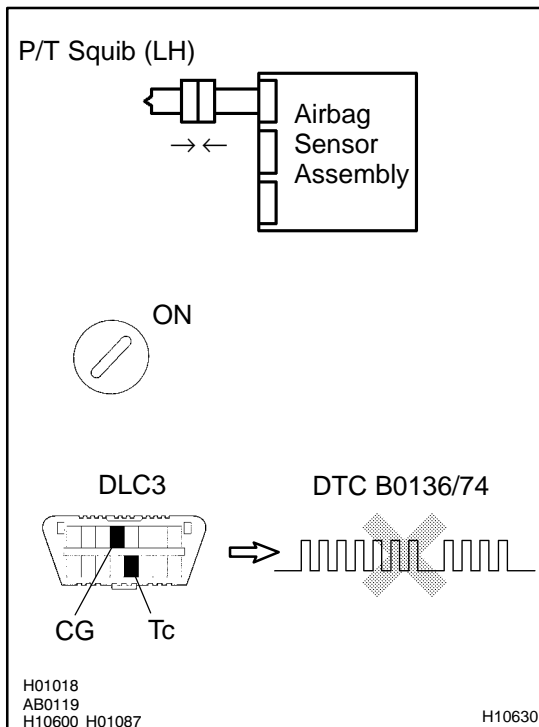 P/T Squib (LH)
Airbag
Sensor
Assembly
ON
DLC3
DTC B0136/74
CG
Tc
H01018
AB0119
H10600 H01087
H10630